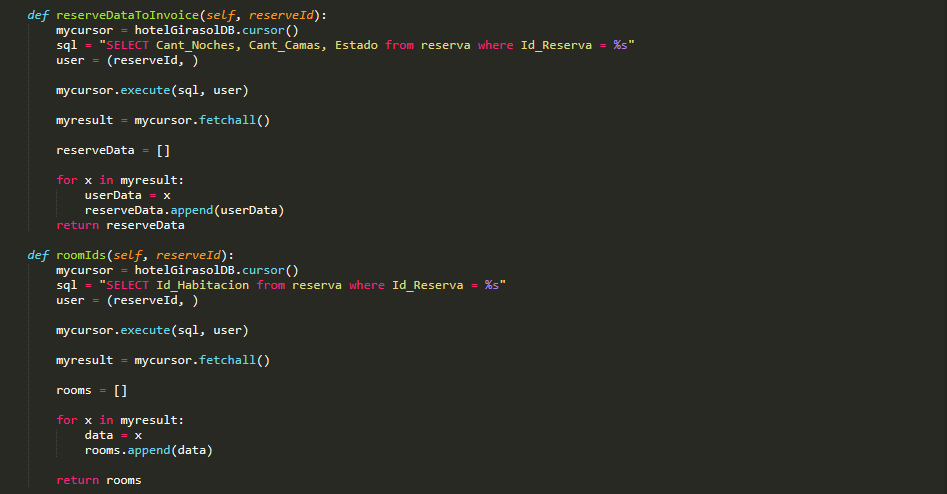 def reserveDataToInvoice(self, reserveId):
mycursor = hotelGirasolDB.cursor()
sql = "SELECT Cant_Noches, Cant_Camas, Estado from reserva where Id_Reserva = %s"
user = (reserveId, )
mycursor.execute(sql, user)
myresult = mycursor.fetchall()
reserveData = []
for x in myresult:
userData = x
reserveData.append(userData)
return reserveData
def roomIds(self, reserveId):
mycursor = hotelGirasolDB.cursor()
sql = "SELECT Id_Habitacion from reserva where Id_Reserva = %s"
user = (reserveId, )
mycursor.execute(sql, user)
myresult = mycursor.fetchall()
rooms = []
for x in myresult:
data = x
rooms.append(data)
return rooms